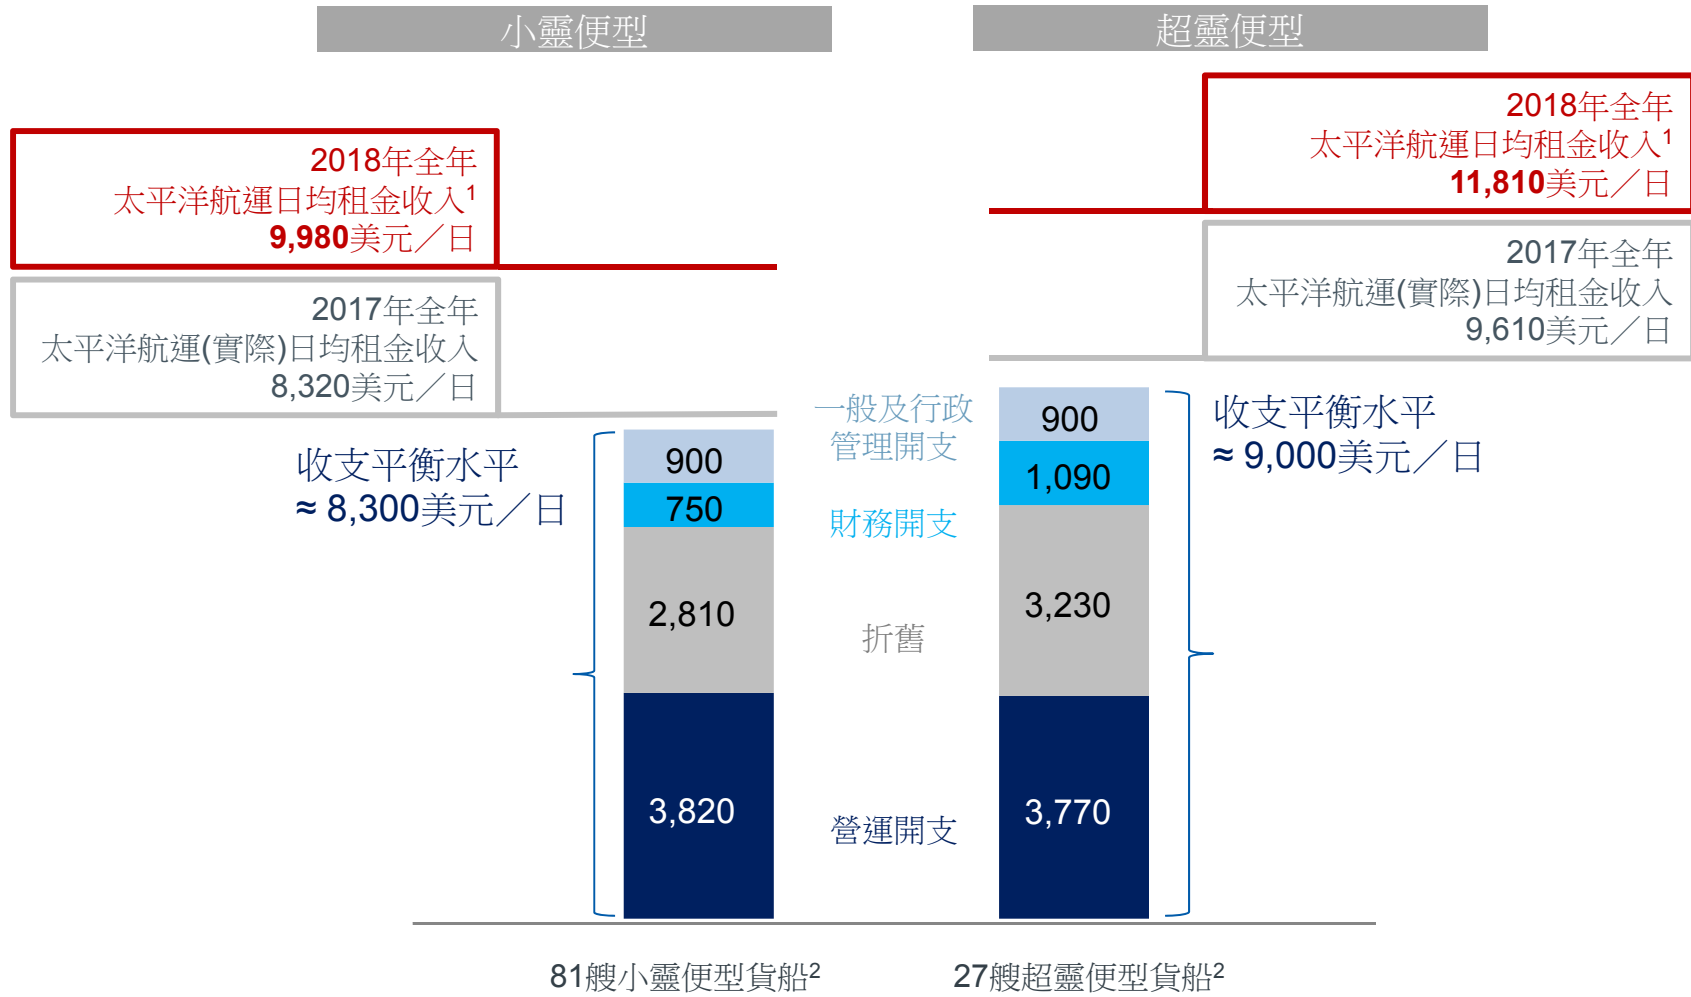 小靈便型
超靈便型
2018年全年
太平洋航運日均租金收入1
9,980美元／日
2017年全年
太平洋航運(實際)日均租金收入
8,320美元／日
2018年全年
太平洋航運日均租金收入1
11,810美元／日
2017年全年
太平洋航運(實際)日均租金收入
9,610美元／日
收支平衡水平
≈ 8,300美元／日
900
750
2,810
3,820
一般及行政
管理開支
財務開支
折舊
營運開支
900
1,090
3,230
3,770
收支平衡水平
≈ 9,000美元／日
81艘小靈便型貨船2
27艘超靈便型貨船2